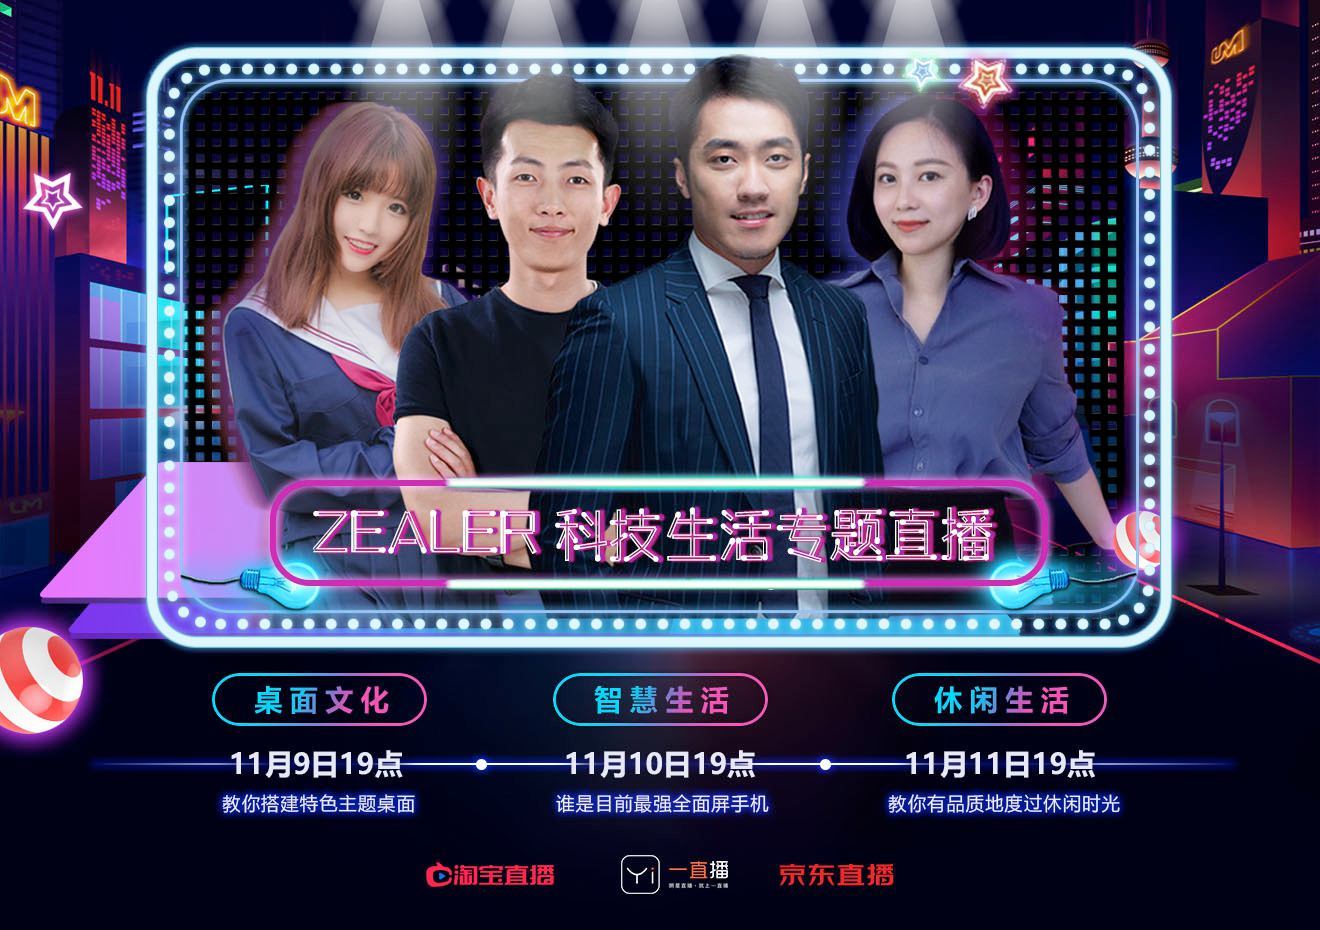 11.11
ZEALER 科技生活专题直播
桌面文化
智慧生活
休闲生活
11月9日19点
11月10日19点
11月11日19点
教你搭建特色主题桌面
谁是目前最强全面屏手机
教你有品质地度过休闲时光
淘宝直播
Yi
一直播
京东直播